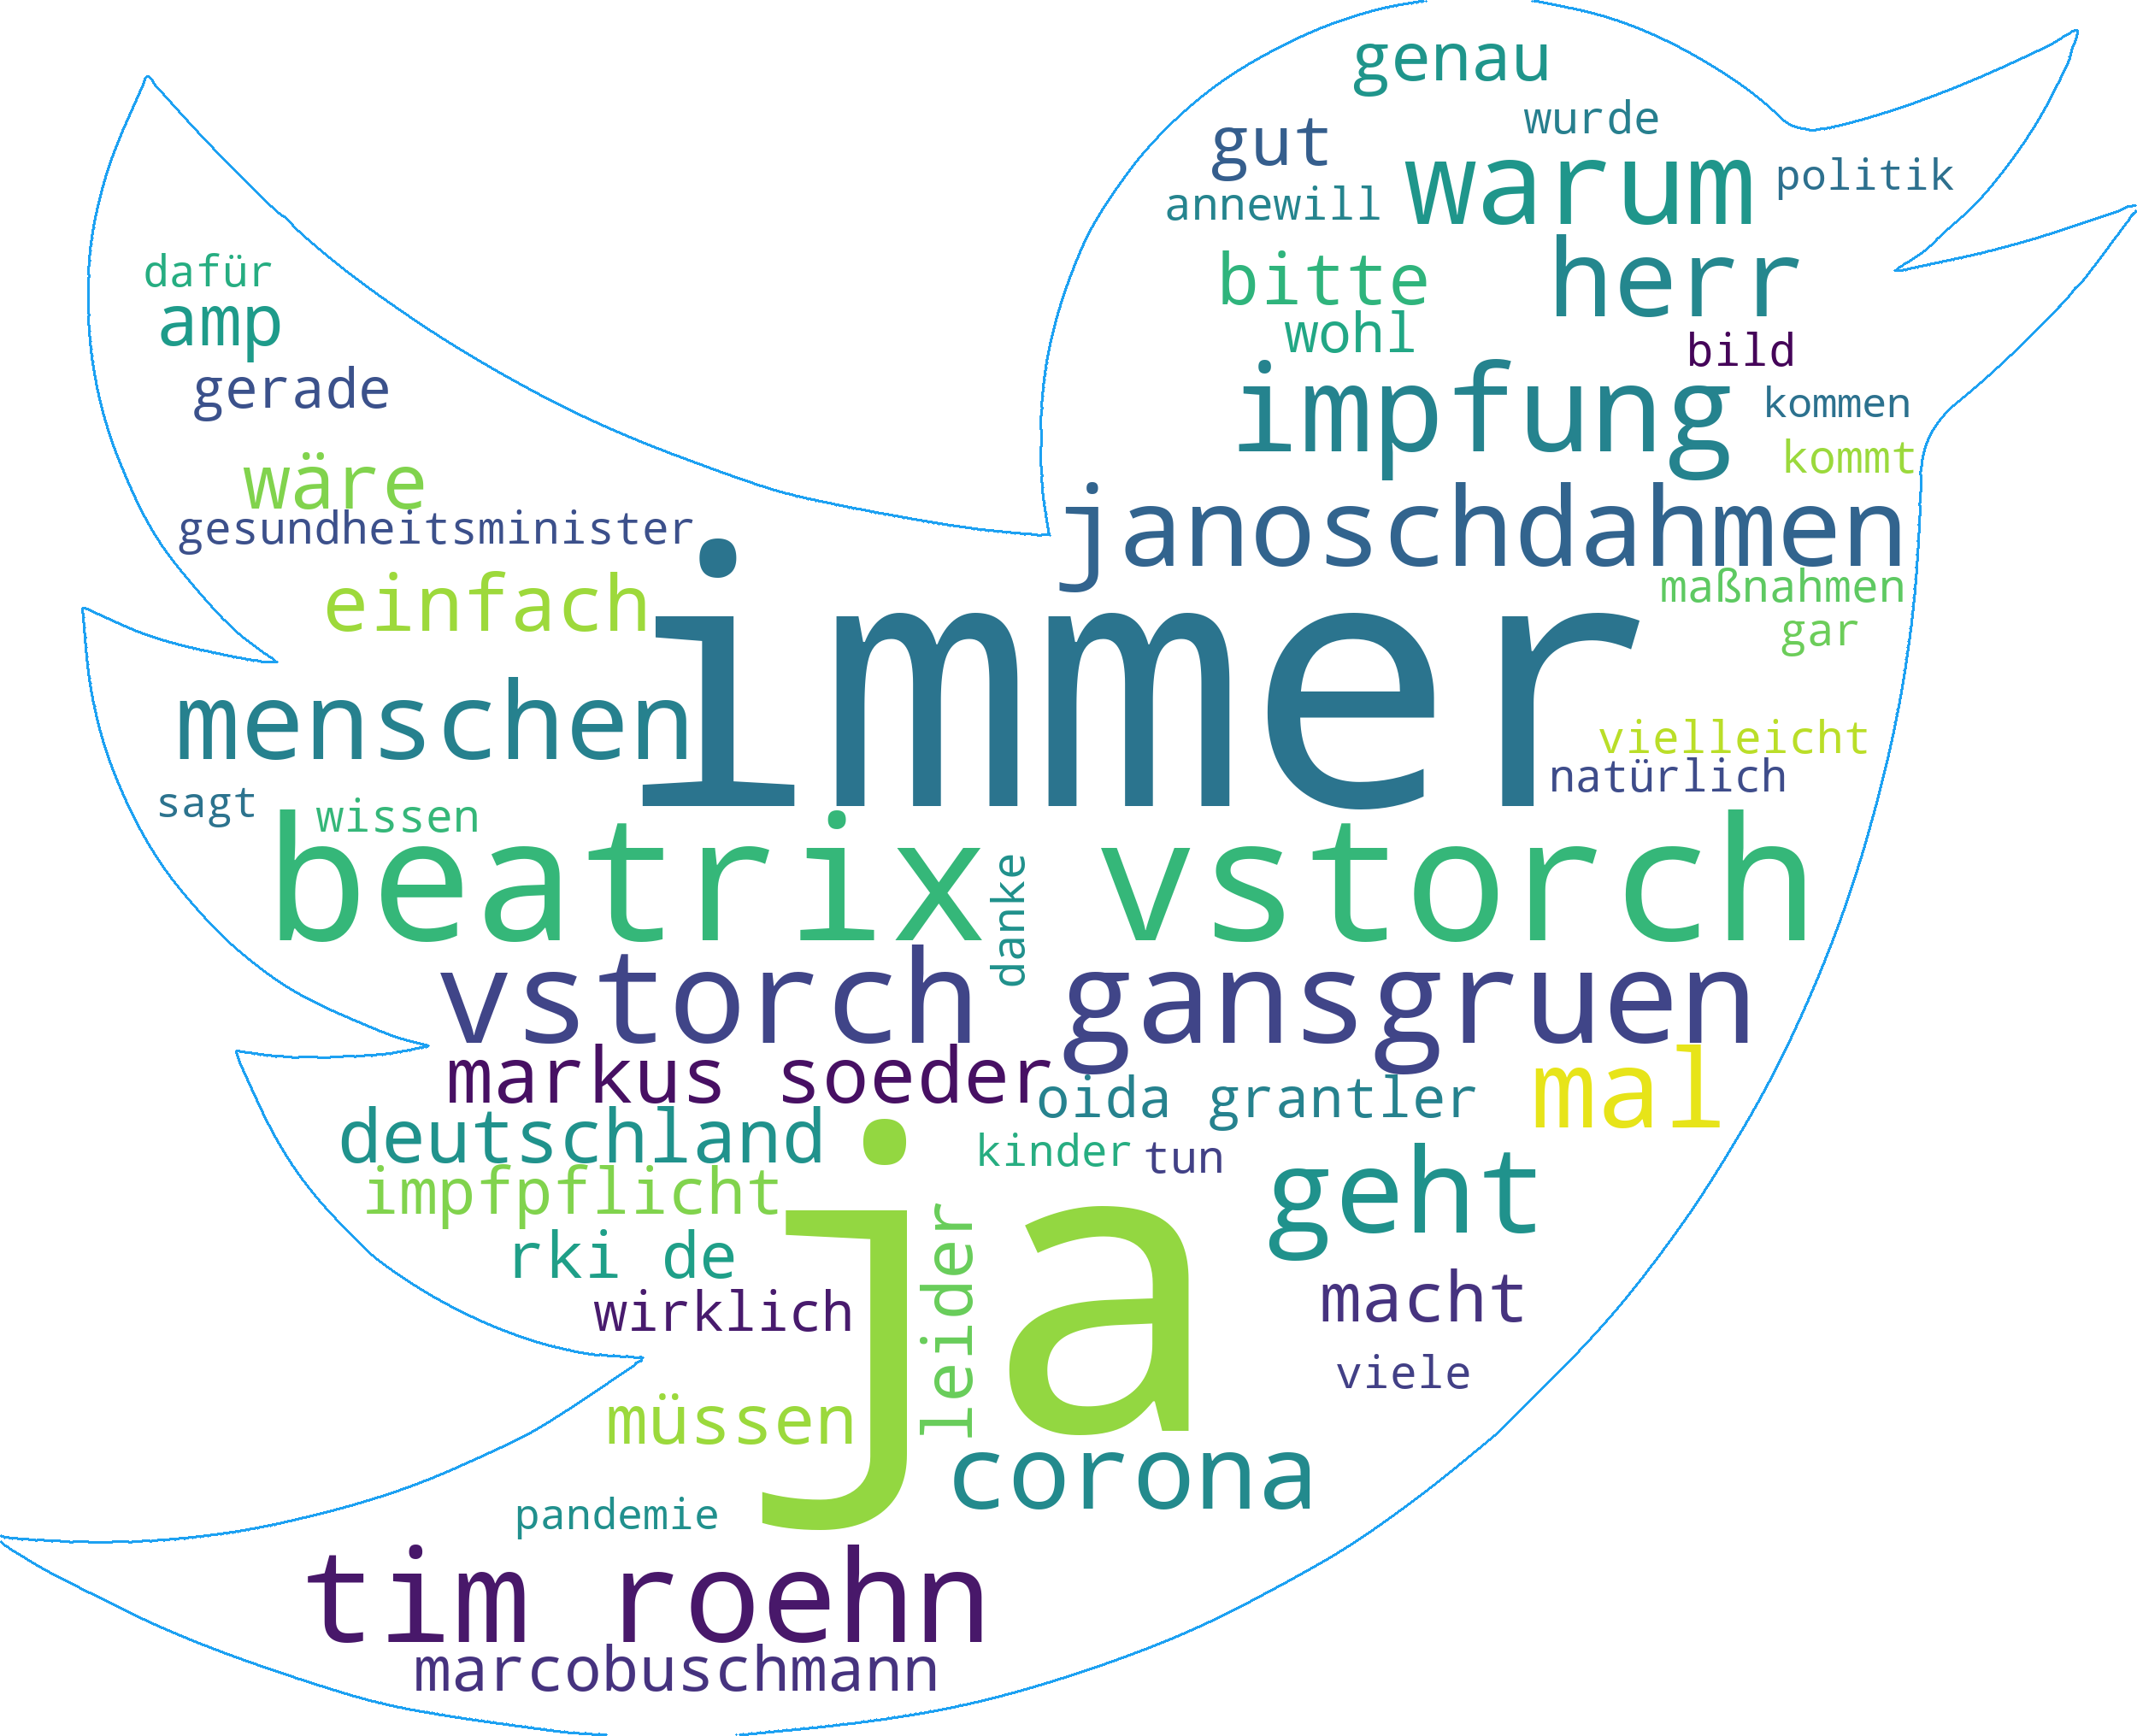 genau
wurde
gut
warum
politik
annewill
herr
bitte
dafür
amp
wohl
bild
gerade
impfung
kommen
kommt
wäre
gesundheitsminister
janoschdahmen
einfach
maßnahmen
gar
immer
menschen
vielleicht
natürlich
sagt
wissen
beatrix vstorch
danke
vstorch gansgruen
markus soeder
oida grantler
mal
deutschland
kinder
tun
impfpflicht
geht
rki de
ja
leider
wirklich
macht
viele
müssen
corona
pandemie
tim roehn
marcobuschmann